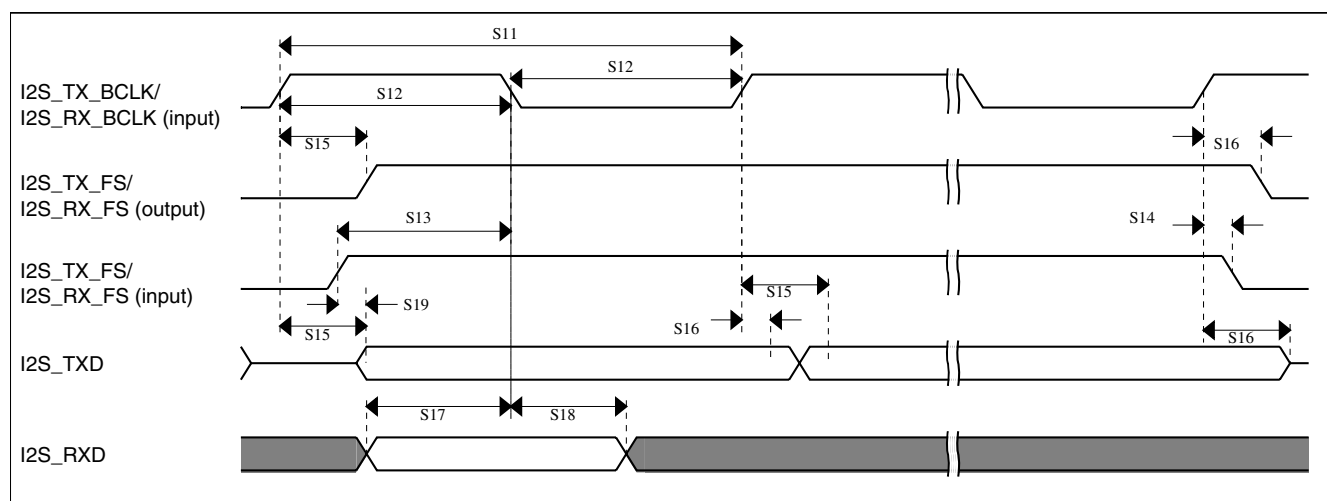 S11
S12
I2S_TX_BCLK/
I2S_RX_BCLK (input)
S12
S15
S16
I2S_TX_FS/
I2S_RX_FS (output)
S13
S14
I2S_TX_FS/
I2S_RX_FS (input)
S15
S19
S15
S16
S16
I2S_TXD
S17
S18
I2S_RXD